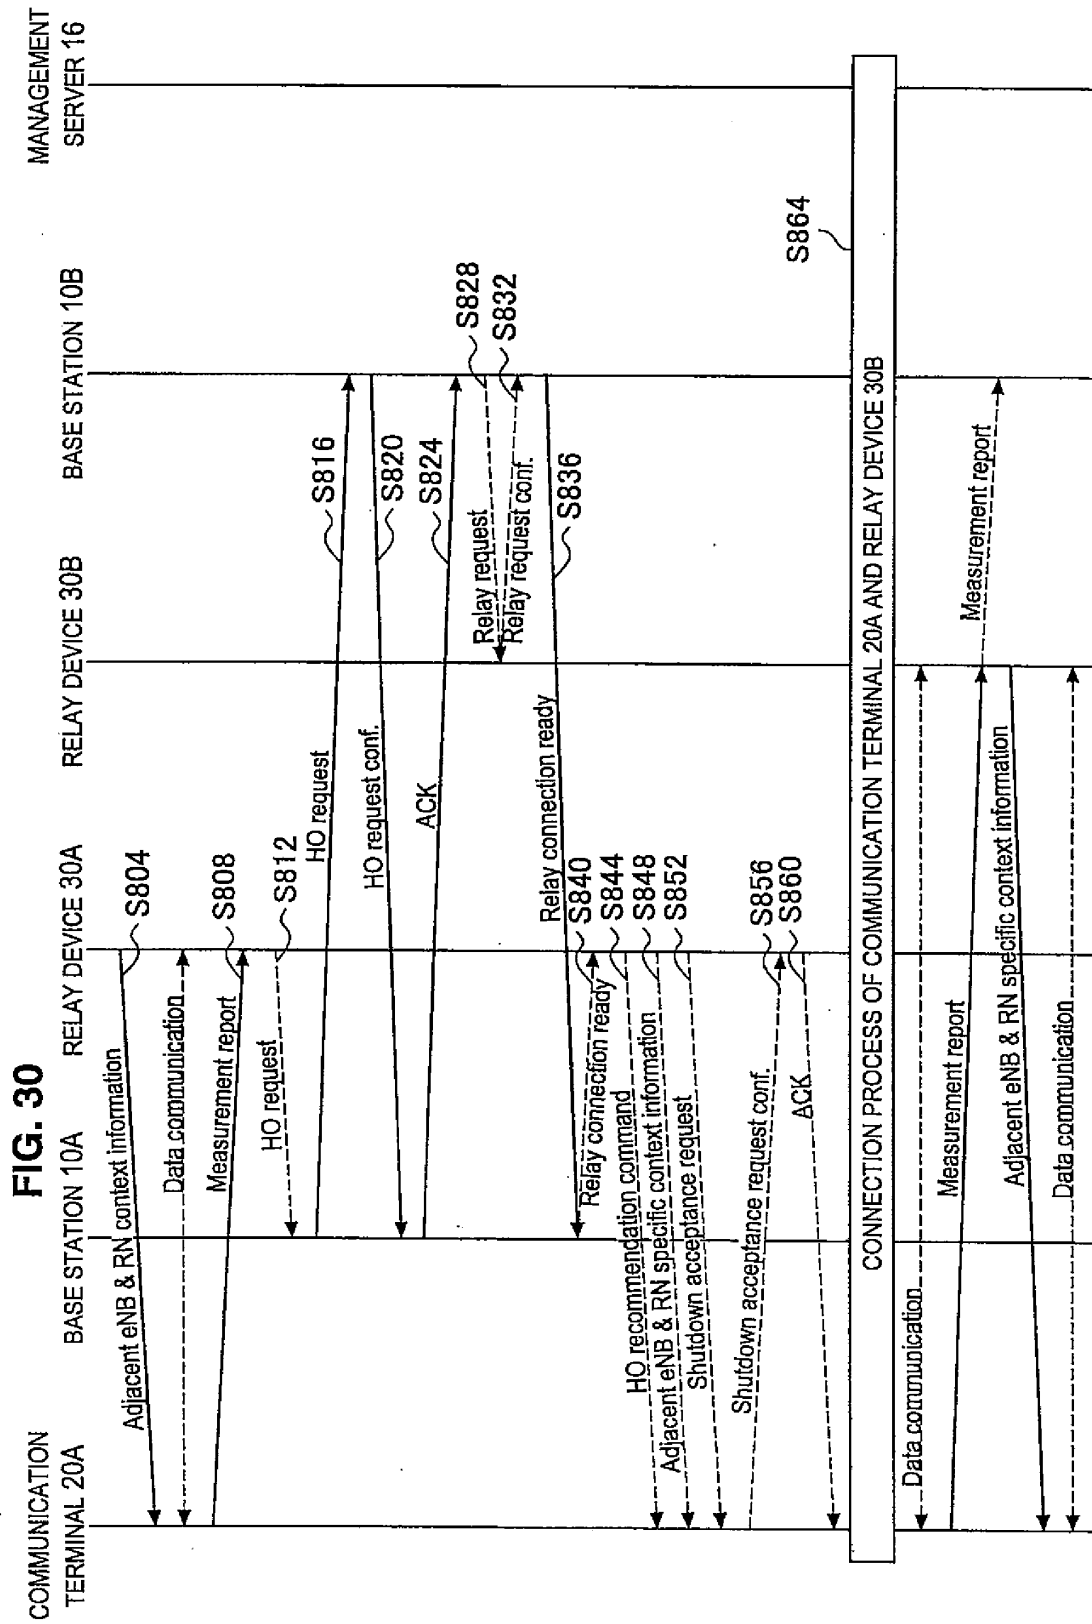 FIG. 30
COMMUNICATION
TERMINAL 20A
BASE STATION 10A
RELAY DEVICE 30A
RELAY DEVICE 30B
BASE STATION 10B
MANAGEMENT
SERVER 16
Adjacent eNB & RN context information
S804
Data communication
Measurement report
S808
HO request
S812
HO request
S816
HO request conf.
S820
ACK
S824
Relay request
S828
Relay request conf.
S832
Relay connection ready
S836
Relay connection ready
S840
HO recommendation command
S844
Adjacent eNB & RN specific context information
S848
Shutdown acceptance request
S852
Shutdown acceptance request conf.
S856
ACK
S860
S864
CONNECTION PROCESS OF COMMUNICATION TERMINAL 20A AND RELAY DEVICE 30B
Data communication
Measurement report
Measurement report
Adjacent eNB & RN specific context information
Data communication